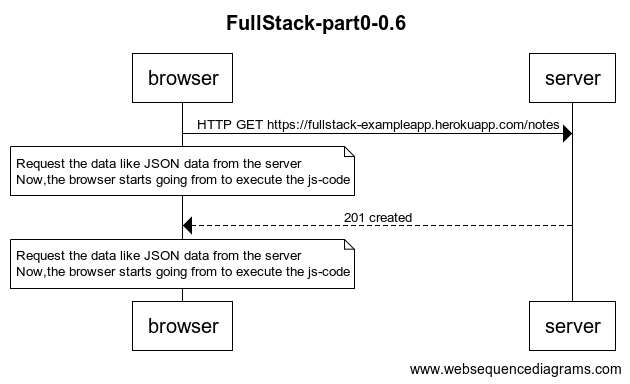 FullStack-part0-0.6
browser
server
HTTP GET https://fullstack-exampleapp.herokuapp.com/notes
Request the data like JSON data from the server
Now,the browser starts going from to execute the js-code
201 created
Request the data like JSON data from the server
Now,the browser starts going from to execute the js-code
browser
server
www.websequencediagrams.com